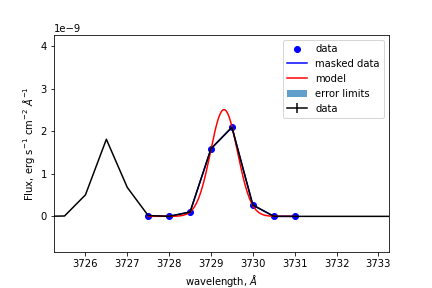 1e−9
data
masked data
model
error limits
data
4
3
2
1
0
Flux, erg s⁻¹ cm⁻² Å⁻¹
3726 3727 3728 3729 3730 3731 3732 3733
wavelength, Å